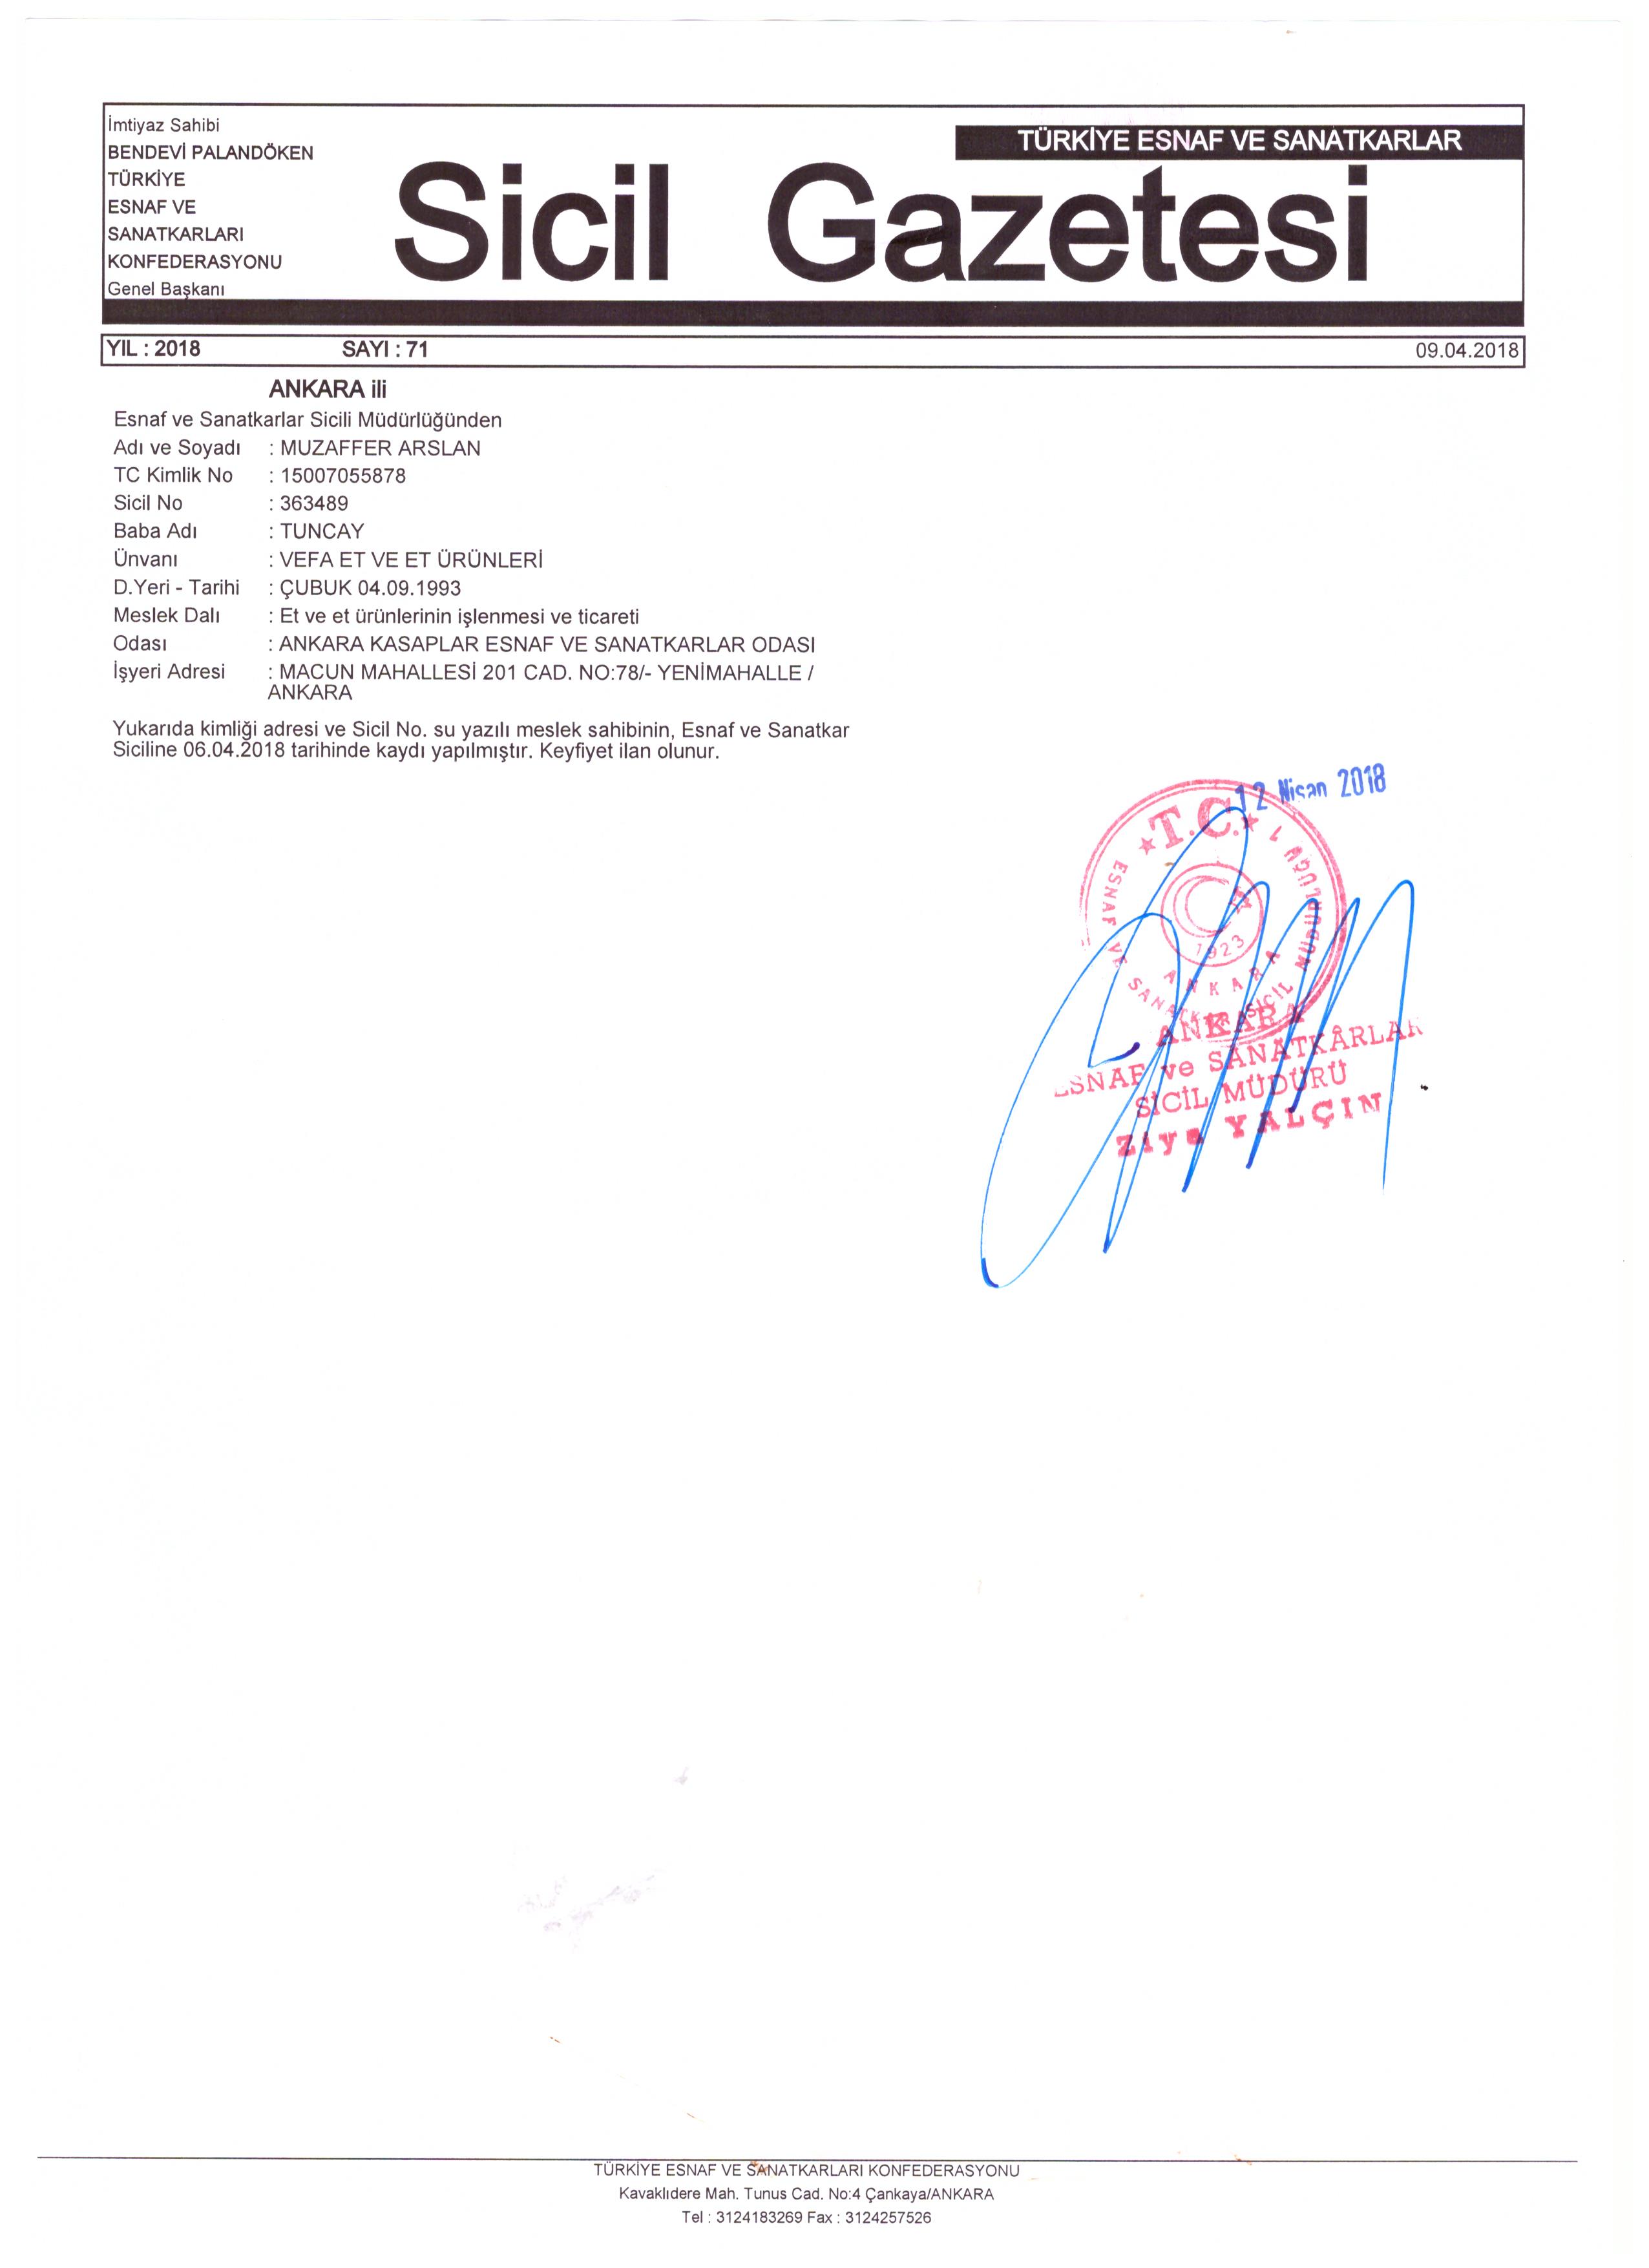 İmtiyaz Sahibi
BENDEVİ PALANDÖKEN
TÜRKİYE
ESNAF VE
SANATKARLARI
KONFEDERASYONU
Genel Başkanı
TÜRKİYE ESNAF VE SANATKARLAR
Sicil Gazetesi
YIL : 2018 SAYI : 71 09.04.2018
ANKARA ili
Esnaf ve Sanatkarlar Sicili Müdürlüğünden
Adı ve Soyadı : MUZAFFER ARSLAN
TC Kimlik No : 15007055878
Sicil No : 363489
Baba Adı : TUNCAY
Ünvanı : VEFA ET VE ET ÜRÜNLERİ
D.Yeri - Tarihi : ÇUBUK 04.09.1993
Meslek Dalı : Et ve et ürünlerinin işlenmesi ve ticareti
Odası : ANKARA KASAPLAR ESNAF VE SANATKARLAR ODASI
İşyeri Adresi : MACUN MAHALLESİ 201 CAD. NO:78/- YENİMAHALLE /
ANKARA
Yukarıda kimliği adresi ve Sicil No. su yazılı meslek sahibinin, Esnaf ve Sanatkar
Siciline 06.04.2018 tarihinde kaydı yapılmıştır. Keyfiyet ilan olunur.
12 Nisan 2018
T.C.
ESNAF VE SANATKAR SİCİL MÜDÜRLÜĞÜ 1
1923
ANKARA
ANKARA
ESNAF ve SANATKÂRLAR
SİCİL MÜDÜRÜ
Ziya YALÇIN
TÜRKİYE ESNAF VE SANATKARLARI KONFEDERASYONU
Kavaklıdere Mah. Tunus Cad. No:4 Çankaya/ANKARA
Tel : 3124183269 Fax : 3124257526